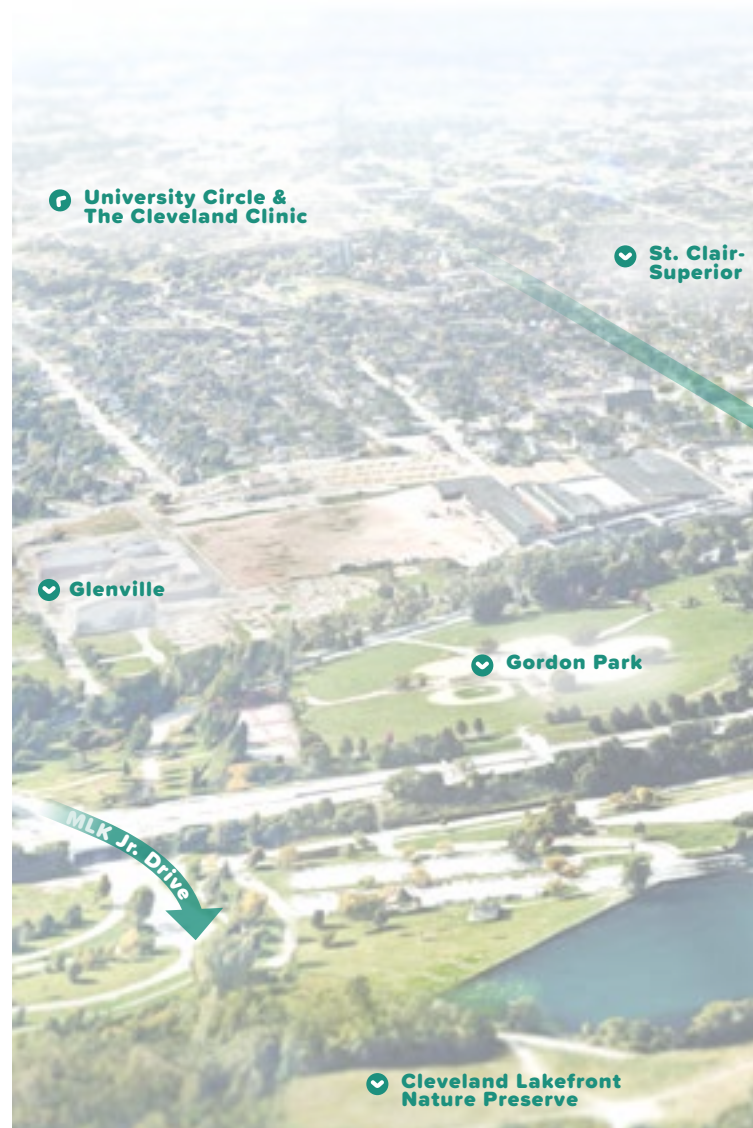 University Circle &
The Cleveland Clinic
St. Clair-
Superior
Glenville
Gordon Park
MLK Jr. Drive
Cleveland Lakefront
Nature Preserve